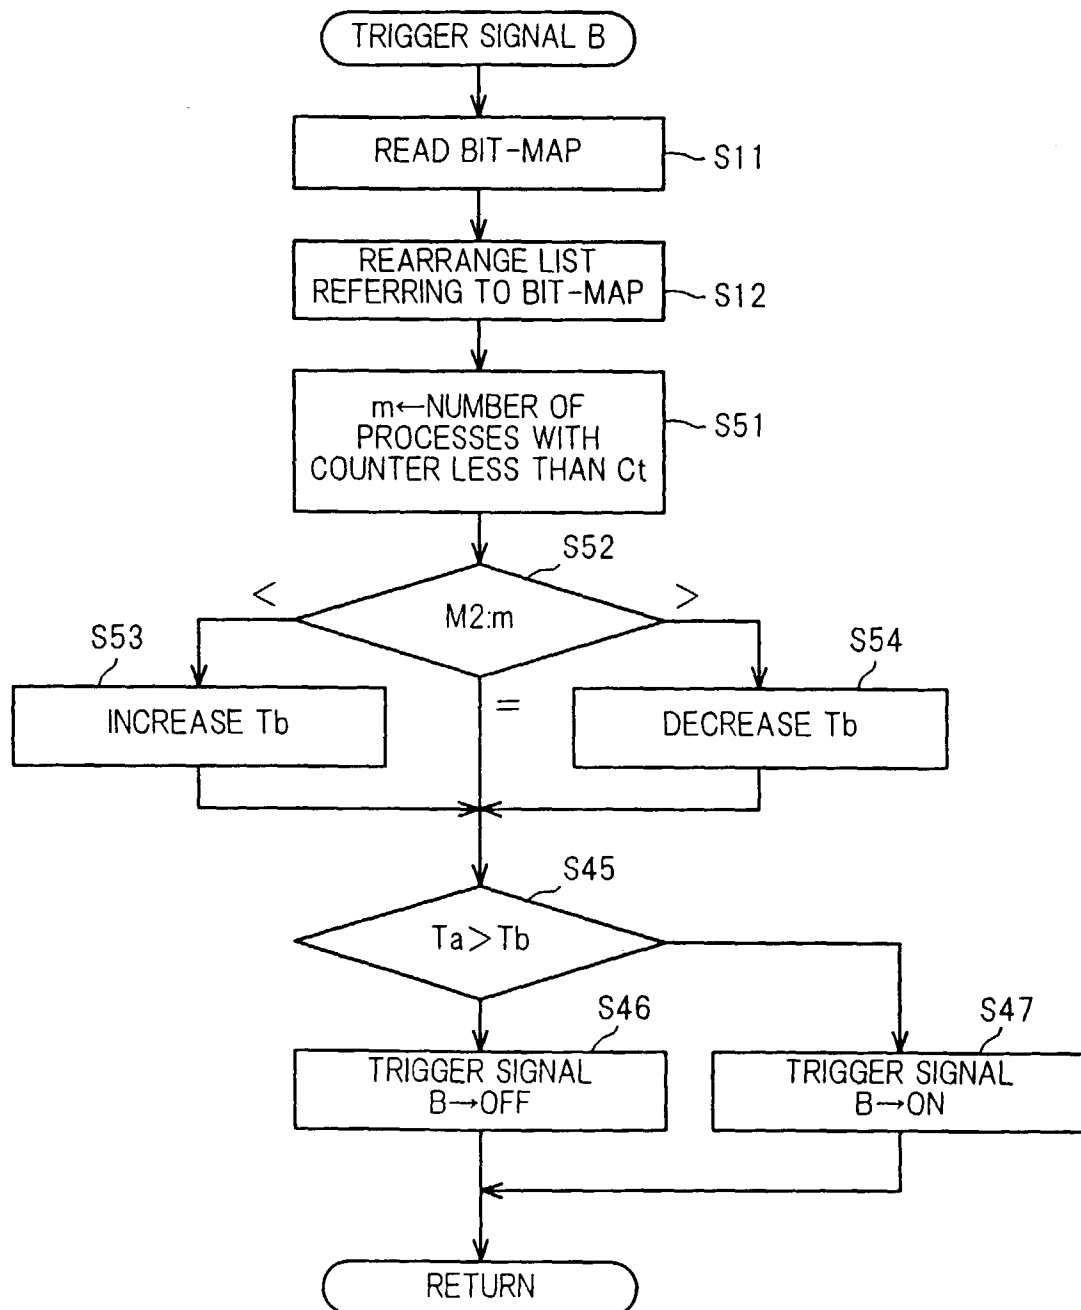 TRIGGER SIGNAL B
READ BIT-MAP
S11
REARRANGE LIST
REFERRING TO BIT-MAP
S12
m←NUMBER OF
PROCESSES WITH
COUNTER LESS THAN Ct
S51
S52
<
M2:m
>
S53
INCREASE Tb
=
S54
DECREASE Tb
S45
Ta>Tb
S46
TRIGGER SIGNAL
B→OFF
S47
TRIGGER SIGNAL
B→ON
RETURN